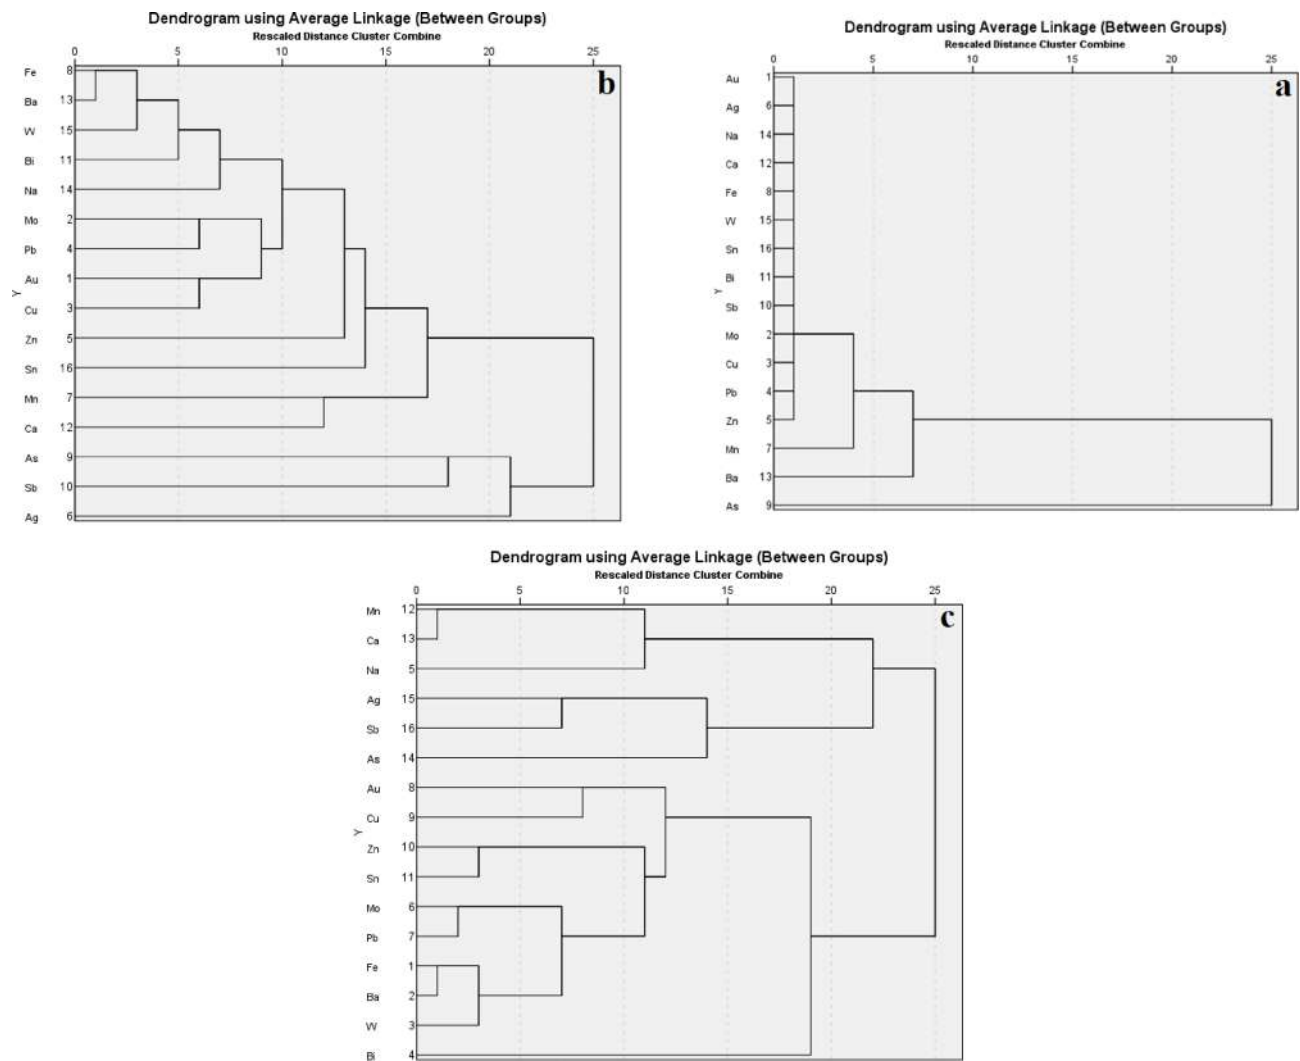 Dendrogram using Average Linkage (Between Groups)
Rescaled Distance Cluster Combine
0 5 10 15 20 25
b
Fe 8
Ba 13
W 15
Bi 11
Na 14
Mo 2
Pb 4
Au 1
Y
Cu 3
Zn 5
Sn 16
Mn 7
Ca 12
As 9
Sb 10
Ag 6
Dendrogram using Average Linkage (Between Groups)
Rescaled Distance Cluster Combine
0 5 10 15 20 25
a
Au 1
Ag 6
Na 14
Ca 12
Fe 8
W 15
Sn 16
Bi 11
Y
Sb 10
Mo 2
Cu 3
Pb 4
Zn 5
Mn 7
Ba 13
As 9
Dendrogram using Average Linkage (Between Groups)
Rescaled Distance Cluster Combine
0 5 10 15 20 25
c
Mn 12
Ca 13
Na 5
Ag 15
Sb 16
As 14
Au 8
Cu 9
Y
Zn 10
Sn 11
Mo 6
Pb 7
Fe 1
Ba 2
W 3
Bi 4